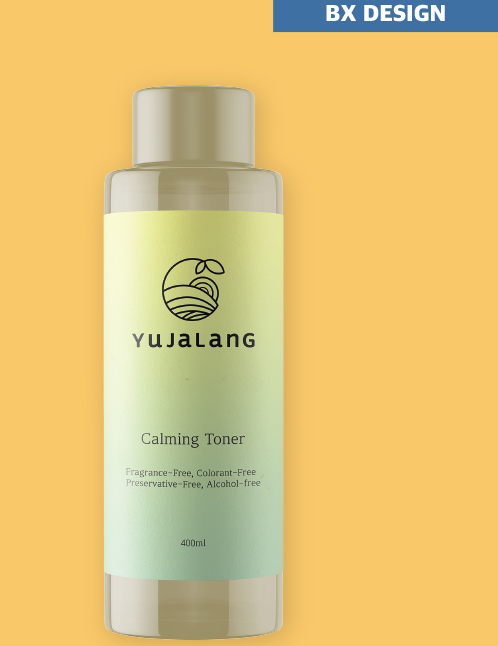 BX DESIGN
YuJaLanG
Calming Toner
Fragrance-Free, Colorant-Free
Preservative-Free, Alcohol-free
400ml